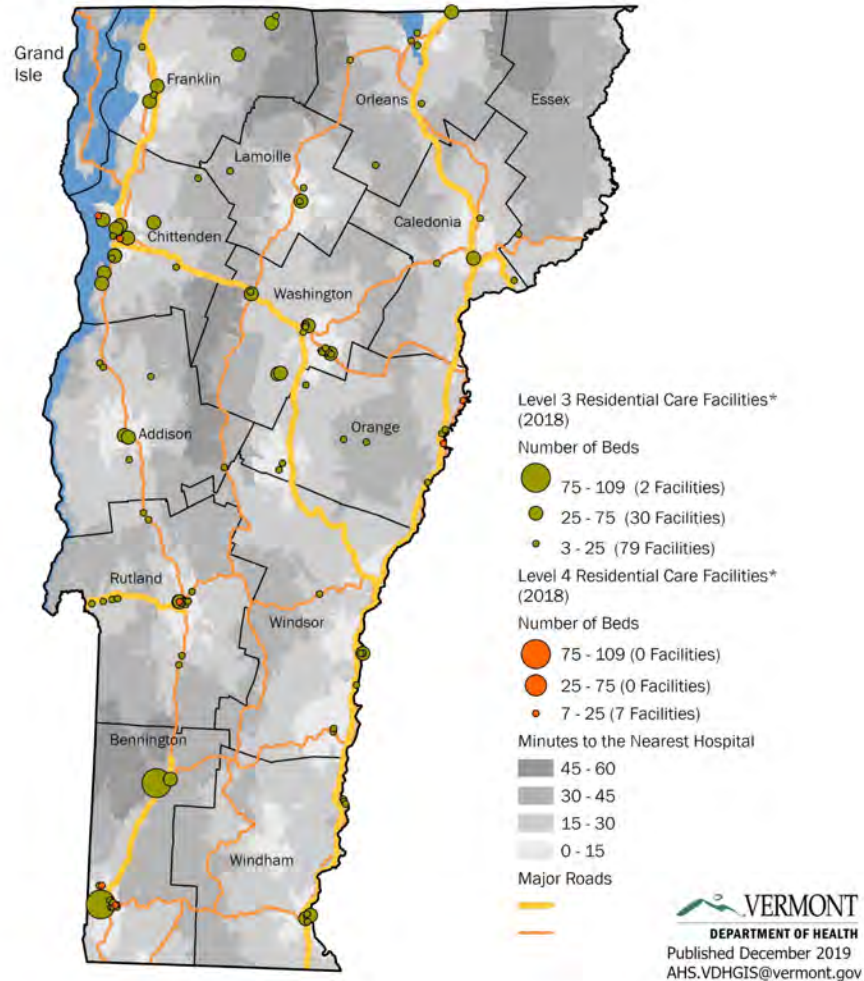 Grand
Isle
Franklin
Orleans
Essex
Lamoille
Caledonia
Chittenden
Washington
Addison
Orange
Rutland
Windsor
Bennington
Windham
Level 3 Residential Care Facilities*
(2018)
Number of Beds
75 - 109 (2 Facilities)
25 - 75 (30 Facilities)
3 - 25 (79 Facilities)
Level 4 Residential Care Facilities*
(2018)
Number of Beds
75 - 109 (0 Facilities)
25 - 75 (0 Facilities)
7 - 25 (7 Facilities)
Minutes to the Nearest Hospital
45 - 60
30 - 45
15 - 30
0 - 15
Major Roads
VERMONT
DEPARTMENT OF HEALTH
Published December 2019
AHS.VDHGIS@vermont.gov